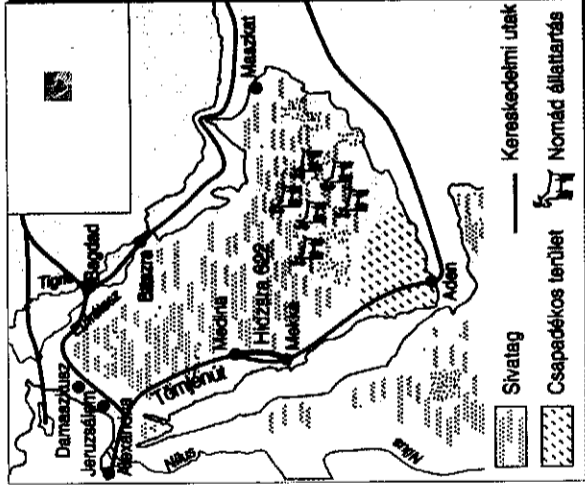 Tigris
Bagdad
Eufrátesz
Damaszkusz
Jeruzsálem
Alexandria
Bászra
Maszkat
Medina
Hidzsra 622
Mekka
Tömjénút
Nílus
Nílus
Áden
Sivatag
Csapadékos terület
Kereskedelmi utak
Nomád állattartás